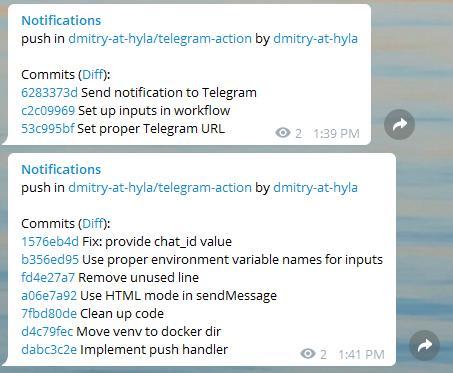 Notifications
push in dmitry-at-hyla/telegram-action by dmitry-at-hyla
Commits (Diff):
6283373d Send notification to Telegram
c2c09969 Set up inputs in workflow
53c995bf Set proper Telegram URL
2 1:39 PM
Notifications
push in dmitry-at-hyla/telegram-action by dmitry-at-hyla
Commits (Diff):
1576eb4d Fix: provide chat_id value
b356ed95 Use proper environment variable names for inputs
fd4e27a7 Remove unused line
a06e7a92 Use HTML mode in sendMessage
7fbd80de Clean up code
d4c79fec Move venv to docker dir
dabc3c2e Implement push handler
2 1:41 PM